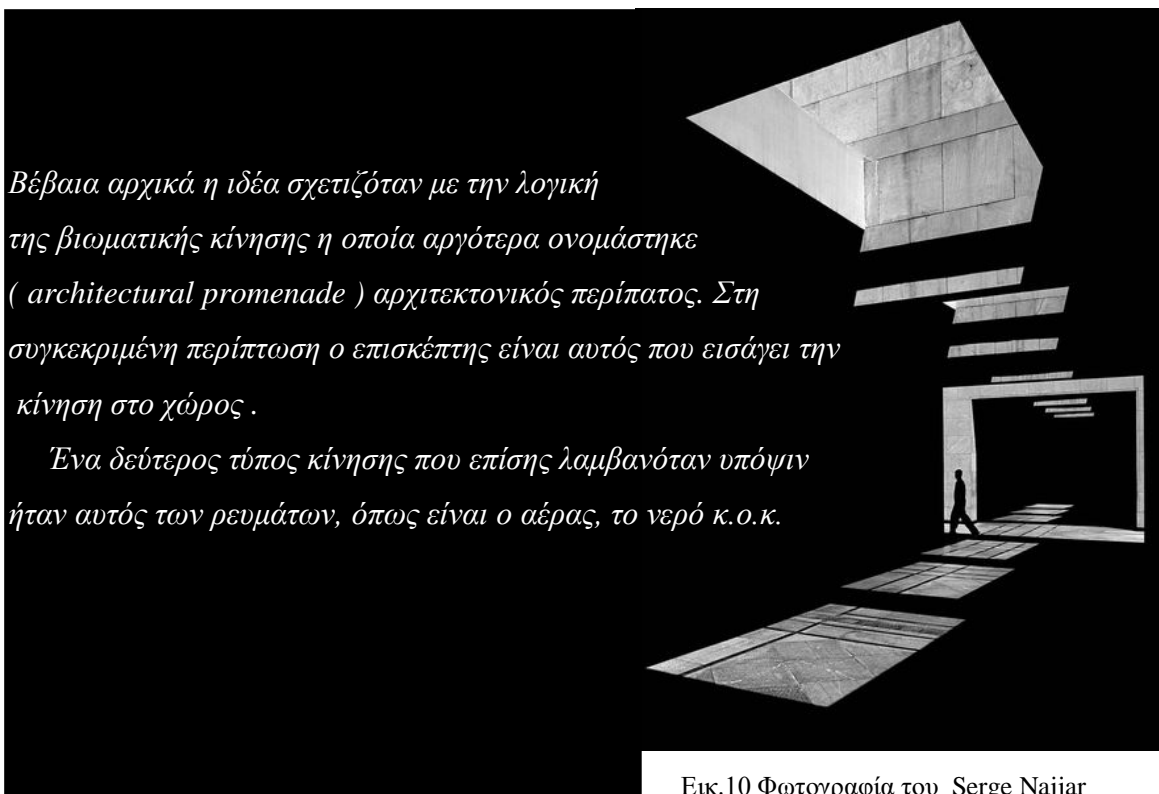 Βέβαια αρχικά η ιδέα σχετιζόταν με την λογική
της βιωματικής κίνησης η οποία αργότερα ονομάστηκε
( architectural promenade ) αρχιτεκτονικός περίπατος. Στη
συγκεκριμένη περίπτωση ο επισκέπτης είναι αυτός που εισάγει την
κίνηση στο χώρος .
Ένα δεύτερος τύπος κίνησης που επίσης λαμβανόταν υπόψιν
ήταν αυτός των ρευμάτων, όπως είναι ο αέρας, το νερό κ.ο.κ.
Εικ.10 Φωτογραφία του Serge Najjar